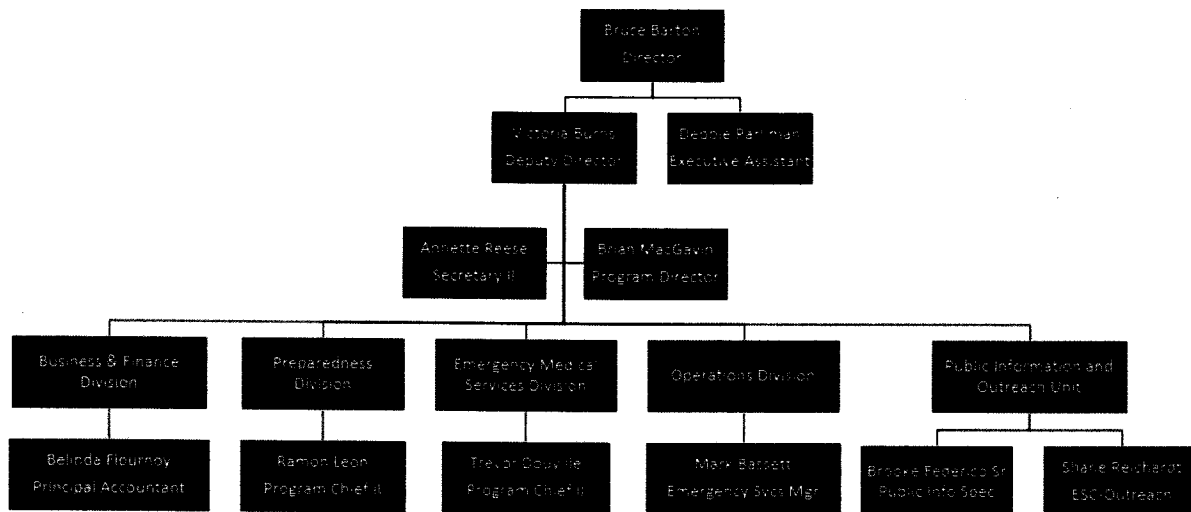 Bruce Barton
Director
Victoria Burns
Deputy Director
Debbie
Executive Assistant
Annette Reese
Secretary II
Brian MacGavin
Program Director
Business & Finance
Division
Preparedness
Division
Emergency Medical
Services Division
Operations Division
Public Information and
Outreach Unit
Belinda Flournoy
Principal Accountant
Ramon Leon
Program Chief II
Trevor Douville
Program Chief II
Mark Bassett
Emergency Svcs Mgr
Brooke Federico Sr
Public Info Spec
Shane Reichardt
ESC-Outreach